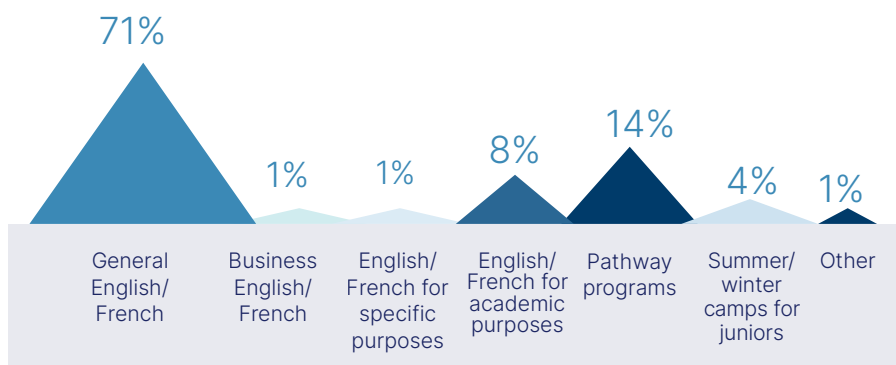 71%
1%
1%
8%
14%
4%
1%
General
English/
French
Business
English/
French
English/
French for
specific
purposes
English/
French for
academic
purposes
Pathway
programs
Summer/
winter
camps for
juniors
Other